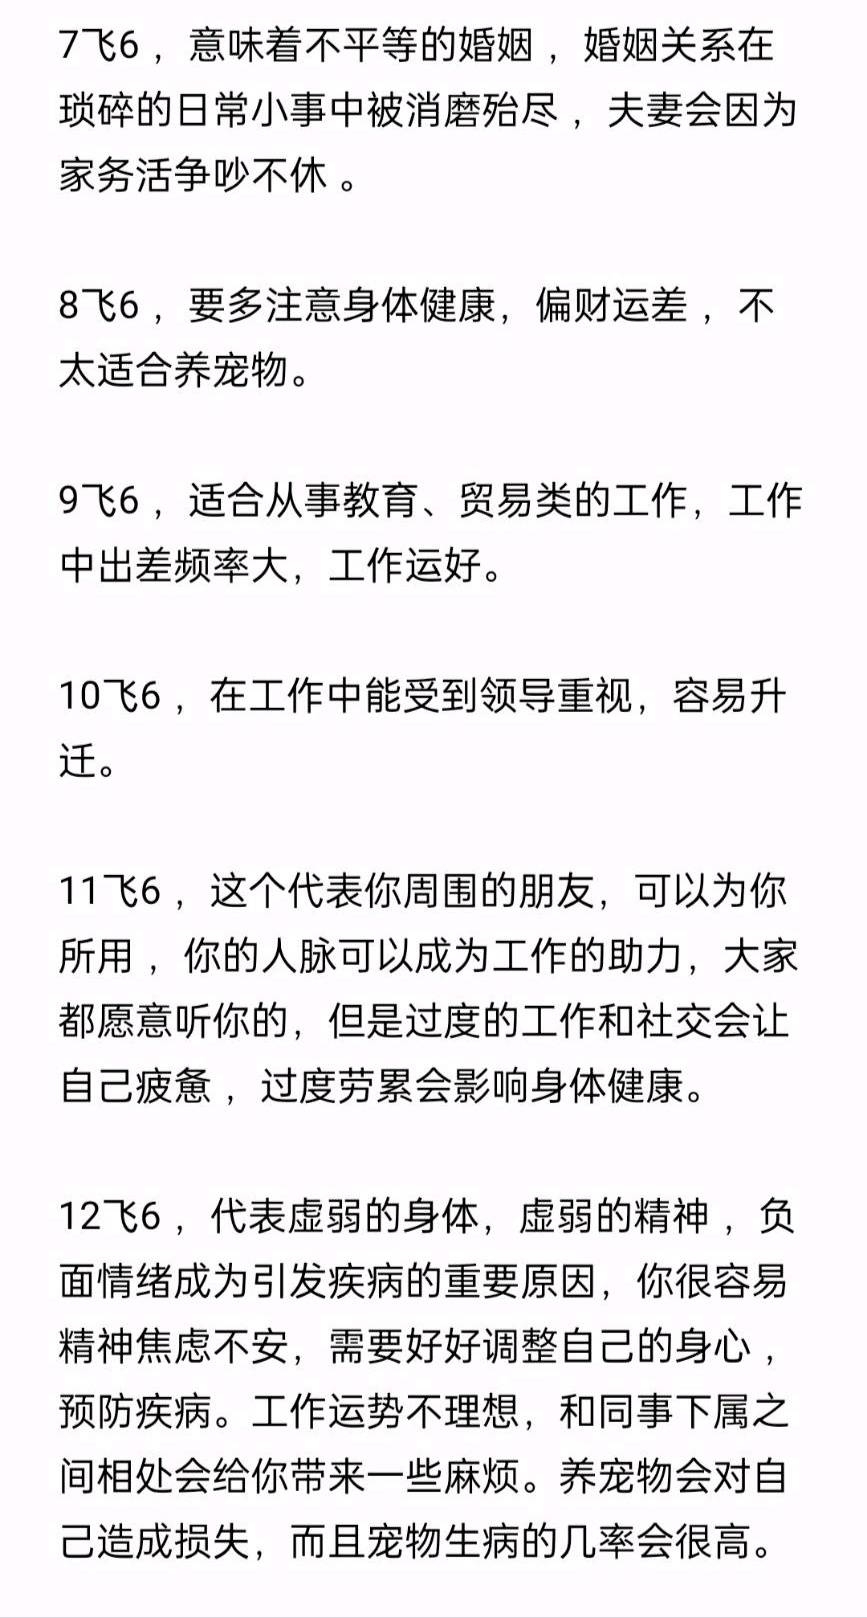 7飞6 ，意味着不平等的婚姻 ，婚姻关系在
琐碎的日常小事中被消磨殆尽 ，夫妻会因为
家务活争吵不休 。
8飞6 ，要多注意身体健康，偏财运差 ，不
太适合养宠物。
9飞6 ，适合从事教育、贸易类的工作，工作
中出差频率大，工作运好。
10飞6 ，在工作中能受到领导重视，容易升
迁。
11飞6 ，这个代表你周围的朋友，可以为你
所用 ，你的人脉可以成为工作的助力，大家
都愿意听你的，但是过度的工作和社交会让
自己疲惫 ，过度劳累会影响身体健康。
12飞6 ，代表虚弱的身体，虚弱的精神 ，负
面情绪成为引发疾病的重要原因，你很容易
精神焦虑不安，需要好好调整自己的身心 ，
预防疾病。工作运势不理想，和同事下属之
间相处会给你带来一些麻烦。养宠物会对自
己造成损失，而且宠物生病的几率会很高。